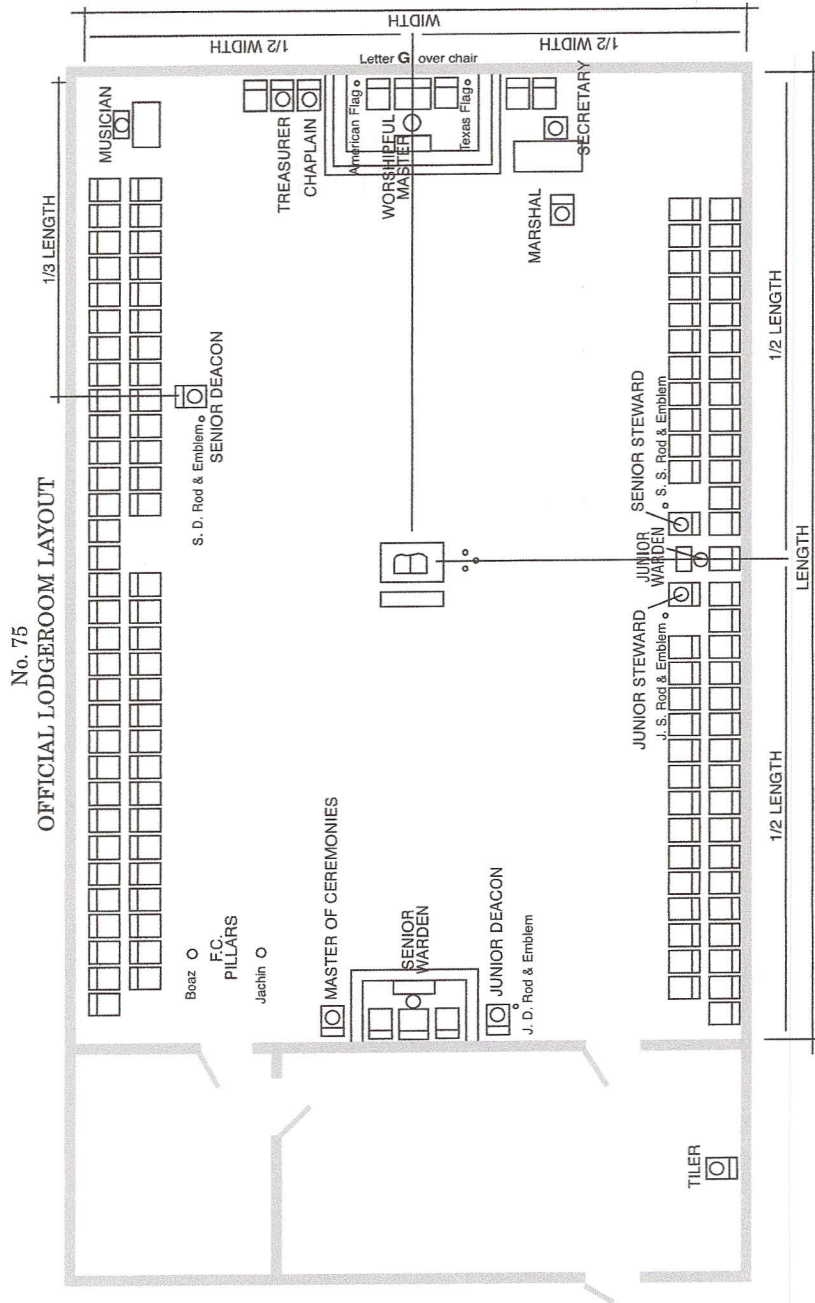 No. 75
OFFICIAL LODGEROOM LAYOUT
WIDTH
1/2 WIDTH
1/2 WIDTH
Letter G over chair
1/3 LENGTH
MUSICIAN
TREASURER
CHAPLAIN
American Flag
WORSHIPFUL
MASTER
Texas Flag
SECRETARY
MARSHAL
SENIOR DEACON
S. D. Rod & Emblem
B
SENIOR STEWARD
S. S. Rod & Emblem
JUNIOR
WARDEN
JUNIOR STEWARD
J. S. Rod & Emblem
1/2 LENGTH
1/2 LENGTH
LENGTH
Boaz
F.C.
PILLARS
Jachin
MASTER OF CEREMONIES
SENIOR
WARDEN
JUNIOR DEACON
J. D. Rod & Emblem
TILER